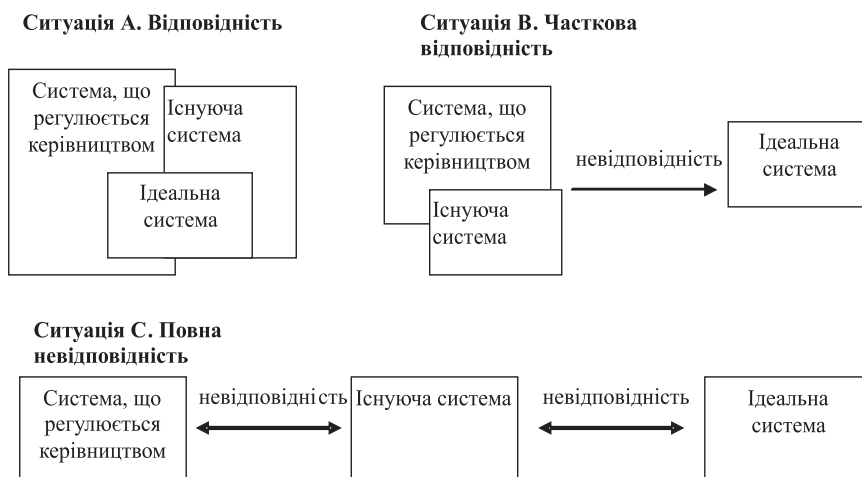 Ситуація А. Відповідність
Система, що
регулюється
керівництвом
Існуюча
система
Ідеальна
система
Ситуація В. Часткова
відповідність
Система, що
регулюється
керівництвом
Існуюча
система
невідповідність
Ідеальна
система
Ситуація С. Повна
невідповідність
Система, що
регулюється
керівництвом
невідповідність
Існуюча система
невідповідність
Ідеальна
система